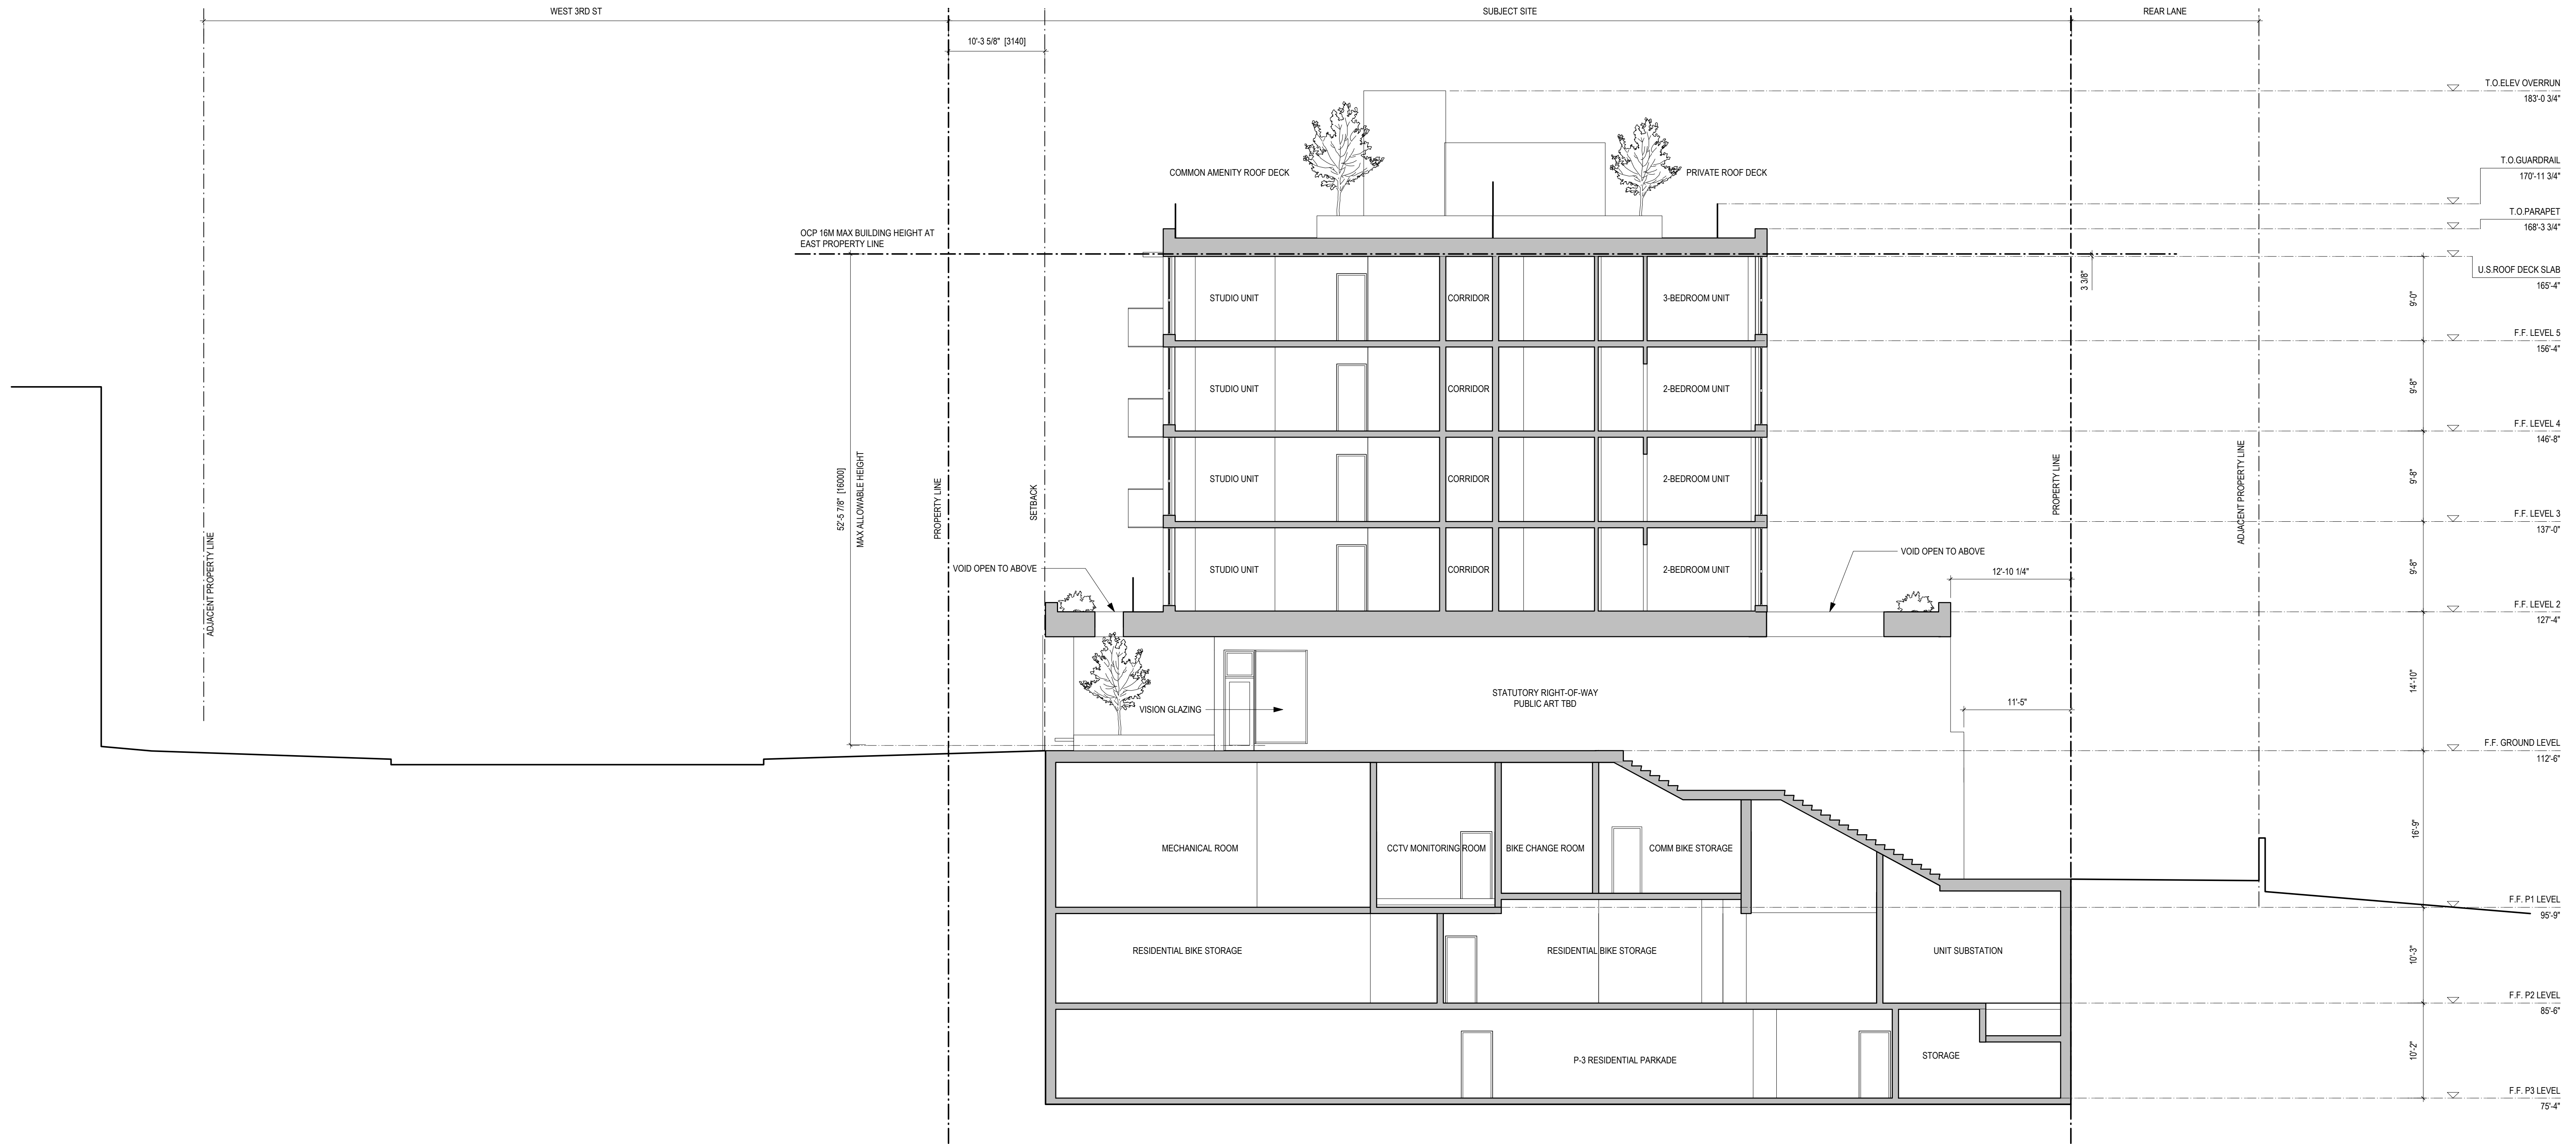 WEST 3RD ST
SUBJECT SITE
REAR LANE
10'-3 5/8" [3140]
T.O.ELEV OVERRUN
183'-0 3/4"
COMMON AMENITY ROOF DECK
PRIVATE ROOF DECK
T.O.GUARDRAIL
170'-11 3/4"
T.O.PARAPET
168'-3 3/4"
OCP 16M MAX BUILDING HEIGHT AT
EAST PROPERTY LINE
U.S.ROOF DECK SLAB
165'-4"
3 3/8"
9'-0"
STUDIO UNIT
CORRIDOR
3-BEDROOM UNIT
F.F. LEVEL 5
156'-4"
9'-8"
STUDIO UNIT
CORRIDOR
2-BEDROOM UNIT
F.F. LEVEL 4
146'-8"
9'-8"
STUDIO UNIT
CORRIDOR
2-BEDROOM UNIT
52'-5 7/8" [16000]
MAX ALLOWABLE HEIGHT
PROPERTY LINE
SETBACK
PROPERTY LINE
ADJACENT PROPERTY LINE
F.F. LEVEL 3
137'-0"
ADJACENT PROPERTY LINE
VOID OPEN TO ABOVE
VOID OPEN TO ABOVE
STUDIO UNIT
CORRIDOR
2-BEDROOM UNIT
12'-10 1/4"
9'-8"
F.F. LEVEL 2
127'-4"
14'-10"
STATUTORY RIGHT-OF-WAY
PUBLIC ART TBD
VISION GLAZING
11'-5"
F.F. GROUND LEVEL
112'-6"
16'-9"
MECHANICAL ROOM
CCTV MONITORING ROOM
BIKE CHANGE ROOM
COMM BIKE STORAGE
F.F. P1 LEVEL
95'-9"
RESIDENTIAL BIKE STORAGE
RESIDENTIAL BIKE STORAGE
UNIT SUBSTATION
10'-3"
F.F. P2 LEVEL
85'-6"
P-3 RESIDENTIAL PARKADE
STORAGE
10'-2"
F.F. P3 LEVEL
75'-4"